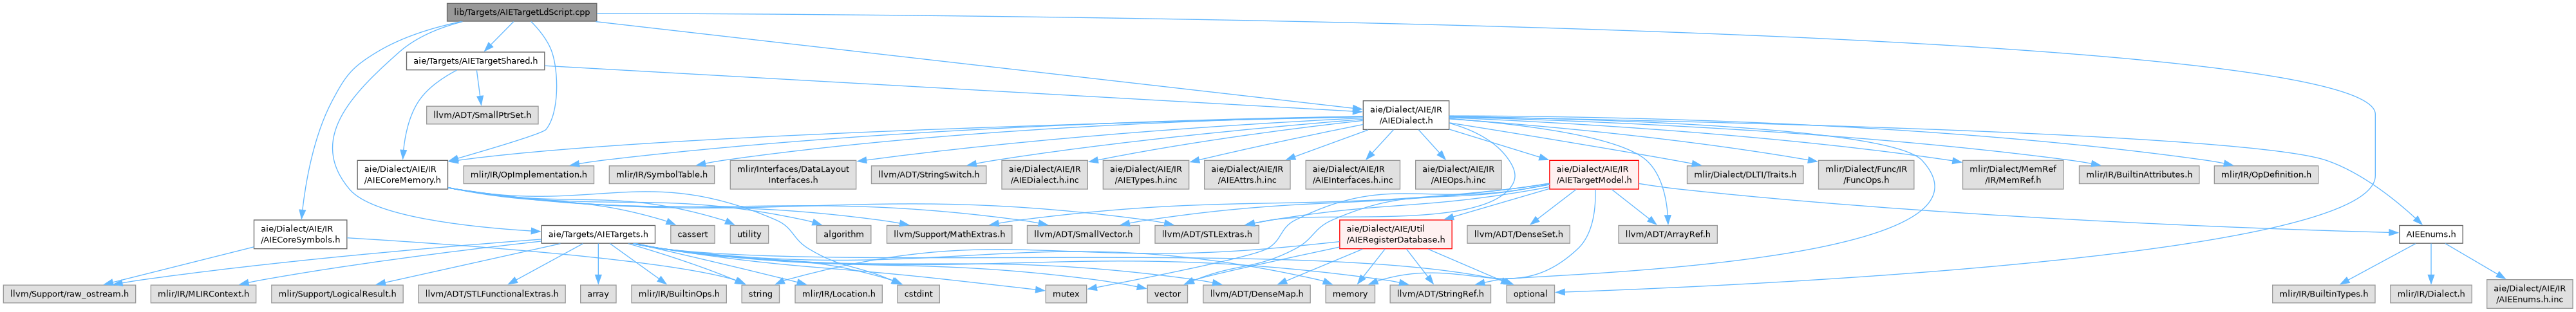 lib/Targets/AIETargetLdScript.cpp
aie/Targets/AIETargetShared.h
llvm/ADT/SmallPtrSet.h
aie/Dialect/AIE/IR
/AIEDialect.h
aie/Dialect/AIE/IR
/AIECoreMemory.h
mlir/IR/OpImplementation.h
mlir/IR/SymbolTable.h
mlir/Interfaces/DataLayout
Interfaces.h
llvm/ADT/StringSwitch.h
aie/Dialect/AIE/IR
/AIEDialect.h.inc
aie/Dialect/AIE/IR
/AIETypes.h.inc
aie/Dialect/AIE/IR
/AIEAttrs.h.inc
aie/Dialect/AIE/IR
/AIEInterfaces.h.inc
aie/Dialect/AIE/IR
/AIEOps.h.inc
aie/Dialect/AIE/IR
/AIETargetModel.h
mlir/Dialect/DLTI/Traits.h
mlir/Dialect/Func/IR
/FuncOps.h
mlir/Dialect/MemRef
/IR/MemRef.h
mlir/IR/BuiltinAttributes.h
mlir/IR/OpDefinition.h
aie/Dialect/AIE/IR
/AIECoreSymbols.h
aie/Targets/AIETargets.h
cassert
utility
algorithm
llvm/Support/MathExtras.h
llvm/ADT/SmallVector.h
llvm/ADT/STLExtras.h
aie/Dialect/AIE/Util
/AIERegisterDatabase.h
llvm/ADT/DenseSet.h
llvm/ADT/ArrayRef.h
AIEEnums.h
llvm/Support/raw_ostream.h
mlir/IR/MLIRContext.h
mlir/Support/LogicalResult.h
llvm/ADT/STLFunctionalExtras.h
array
mlir/IR/BuiltinOps.h
string
mlir/IR/Location.h
cstdint
mutex
vector
llvm/ADT/DenseMap.h
memory
llvm/ADT/StringRef.h
optional
mlir/IR/BuiltinTypes.h
mlir/IR/Dialect.h
aie/Dialect/AIE/IR
/AIEEnums.h.inc